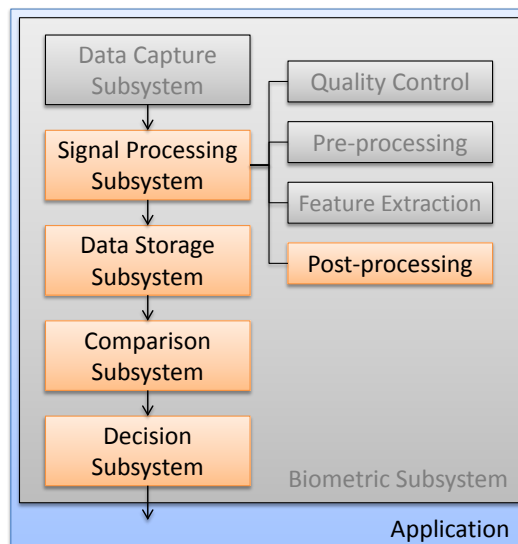 Data Capture
Subsystem
Signal Processing
Subsystem
Data Storage
Subsystem
Comparison
Subsystem
Decision
Subsystem
Quality Control
Pre-processing
Feature Extraction
Post-processing
Biometric Subsystem
Application